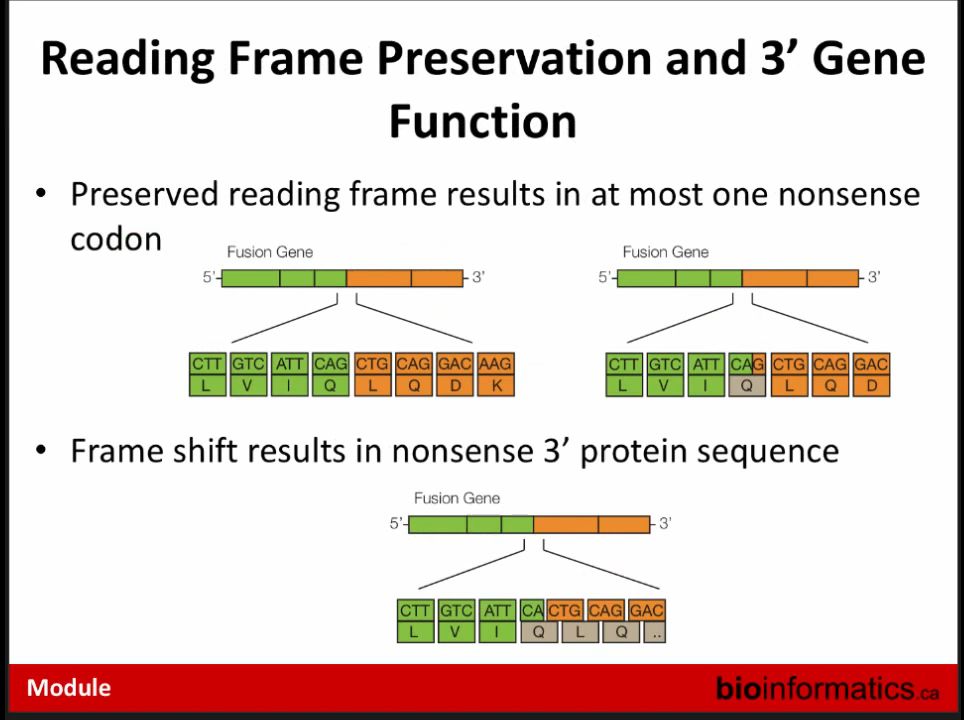 Reading Frame Preservation and 3’ Gene
Function
• Preserved reading frame results in at most one nonsense
codon
Fusion Gene
5’ 3’
CTT GTC ATT CAG CTG CAG GAC AAG
L V I Q L Q D K
Fusion Gene
5’ 3’
CTT GTC ATT CAG CTG CAG GAC
L V I Q L Q D
• Frame shift results in nonsense 3’ protein sequence
Fusion Gene
5’ 3’
CTT GTC ATT CA CTG CAG GAC
L V I Q L Q ..
Module
bioinformatics.ca